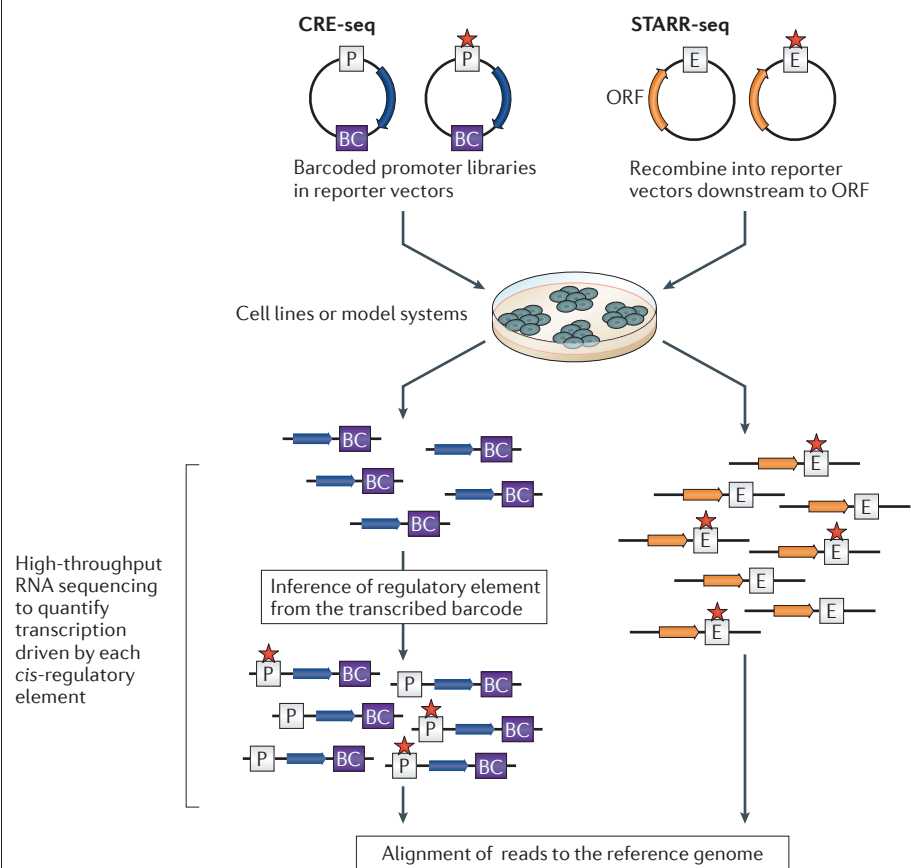 CRE-seq
STARR-seq
P
P
E
E
ORF
BC
BC
Barcoded promoter libraries
in reporter vectors
Recombine into reporter
vectors downstream to ORF
Cell lines or model systems
BC
BC
BC
BC
BC
E
E
E
E
E
E
E
E
High-throughput
RNA sequencing
to quantify
transcription
driven by each
cis-regulatory
element
Inference of regulatory element
from the transcribed barcode
P BC
P BC
P BC
P BC
P BC
P BC
Alignment of reads to the reference genome